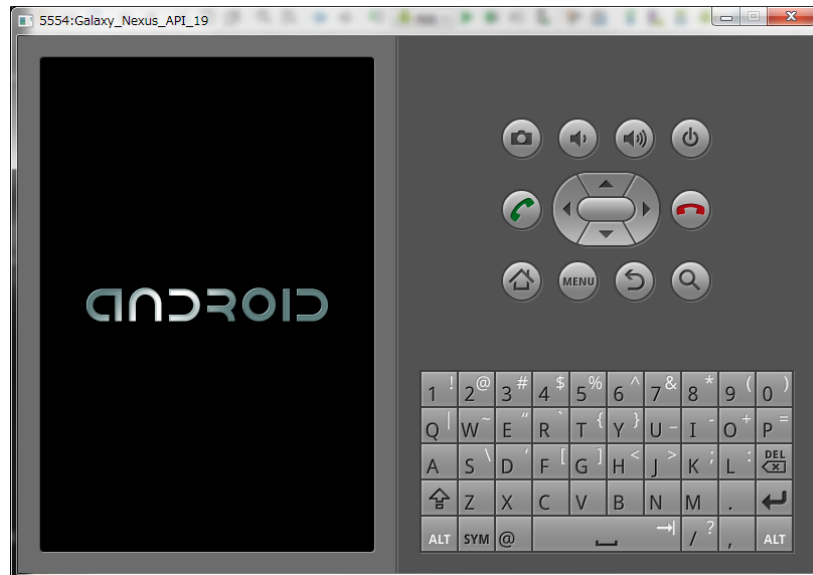 5554:Galaxy_Nexus_API_19
ANDROID
MENU
1 ! 2 @ 3 # 4 $ 5 % 6 ^ 7 & 8 * 9 ( 0 )
Q | W ~ E “ R ` T { Y } U _ I - O + P =
A S \ D ‘ F [ G ] H < J > K ; L : DEL
Z X C V B N M .
ALT SYM @ / ? , ALT